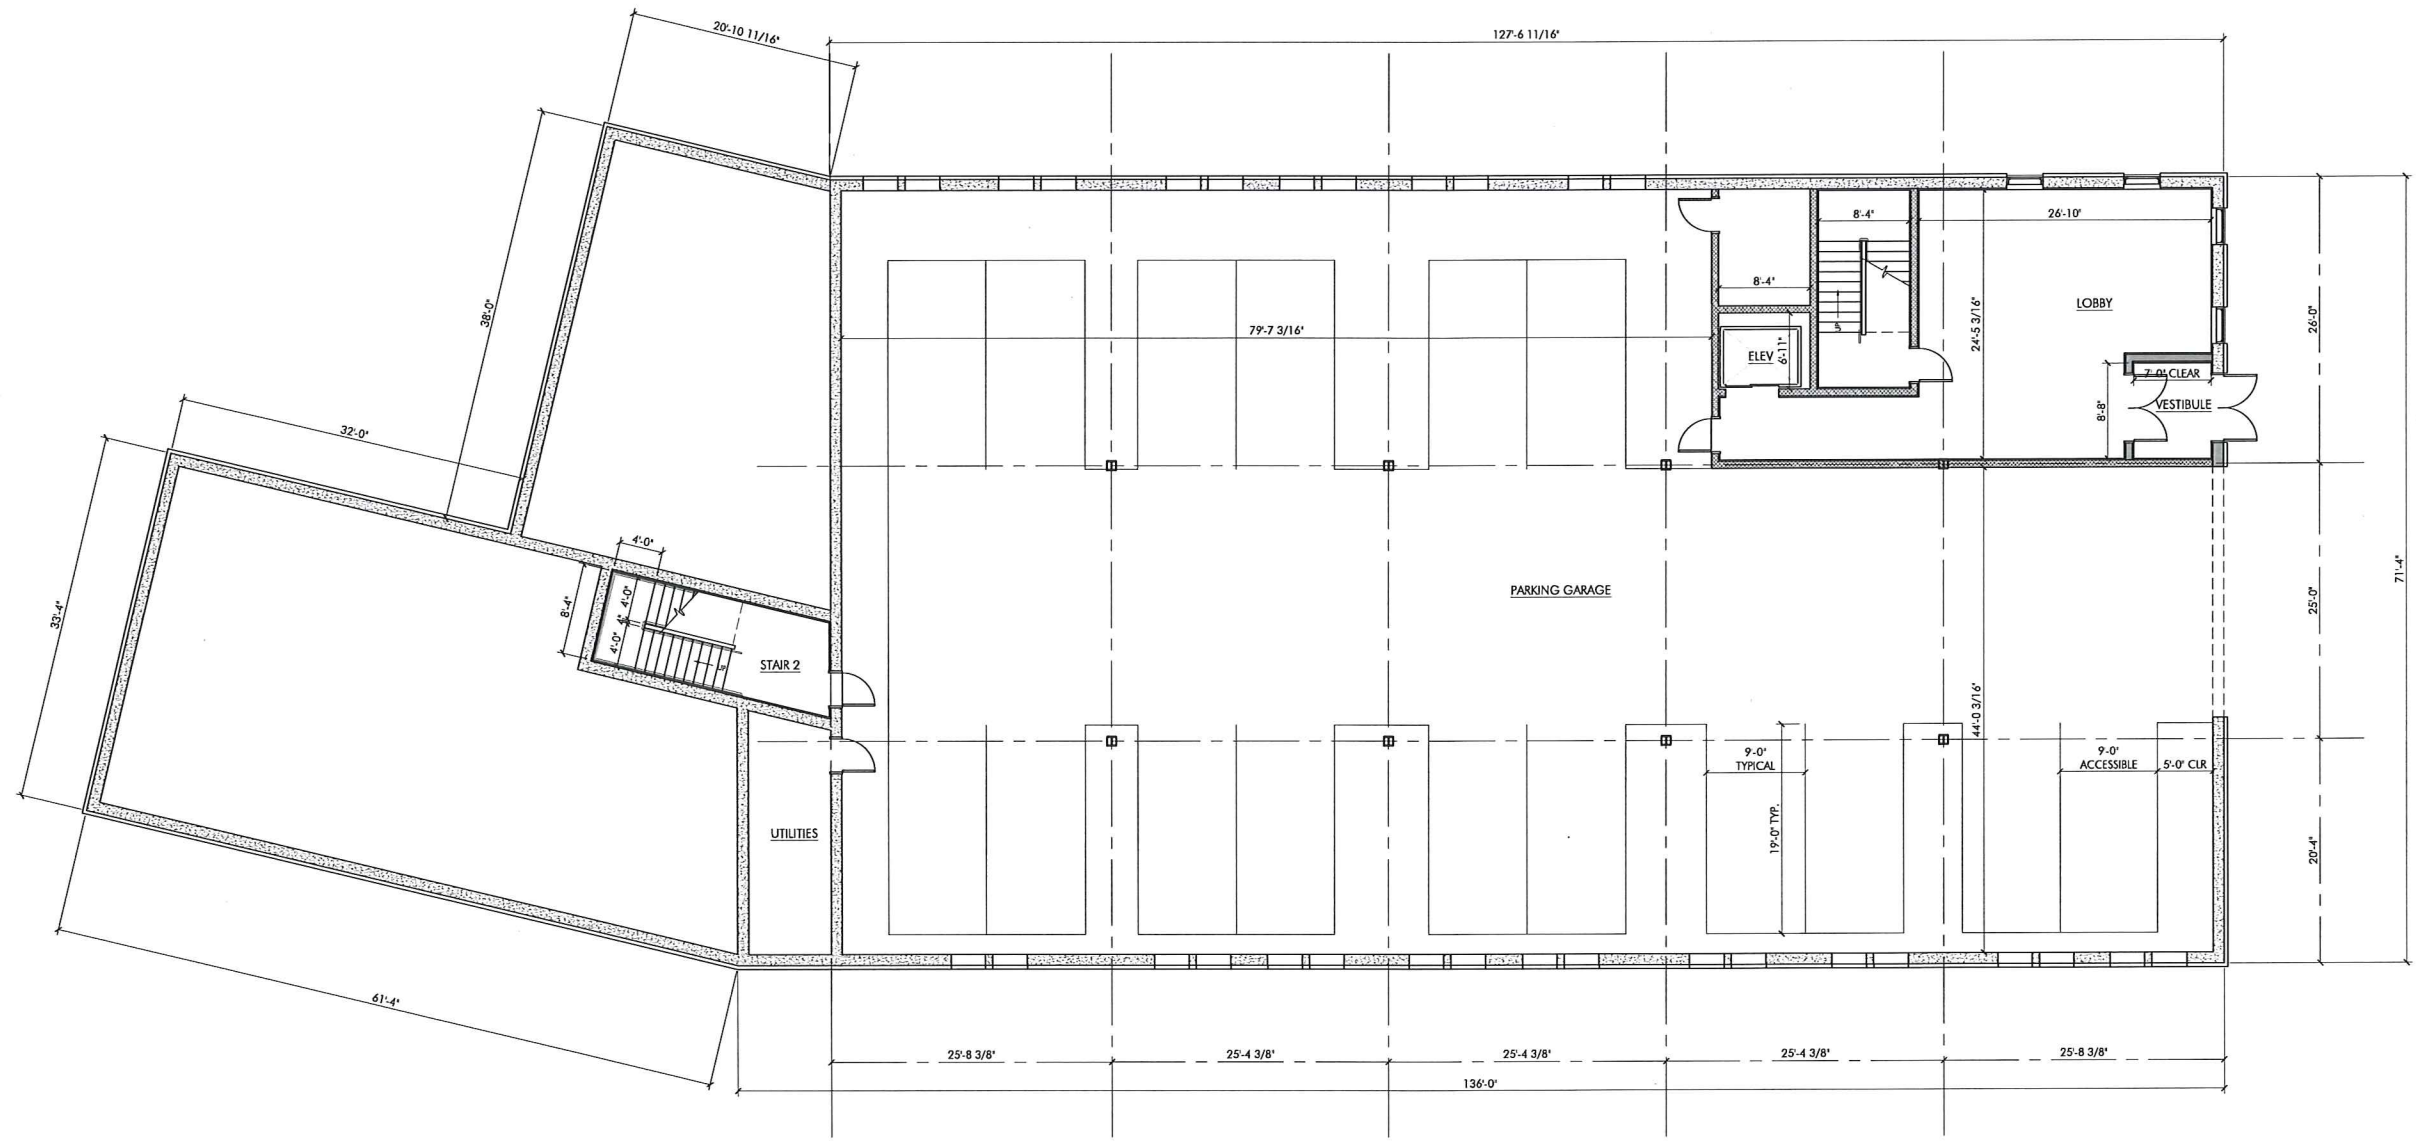 20'-10 11/16"
127'-6 11/16"
8'-4"
26'-10"
8'-4"
LOBBY
38'-0"
79'-7 3/16"
24'-5 3/16"
26'-0"
UP
ELEV
6'-11"
7'-0" CLEAR
VESTIBULE
8'-8"
32'-0"
4'-0"
33'-4"
8'-4"
4'-0"
4"
4'-0"
UP
STAIR 2
PARKING GARAGE
25'-0"
71'-4"
44'-0 3/16"
9'-0"
TYPICAL
9'-0"
ACCESSIBLE
5'-0" CLR
19'-0" TYP.
UTILITIES
20'-4"
61'-4"
25'-8 3/8"
25'-4 3/8"
25'-4 3/8"
25'-4 3/8"
25'-8 3/8"
136'-0"